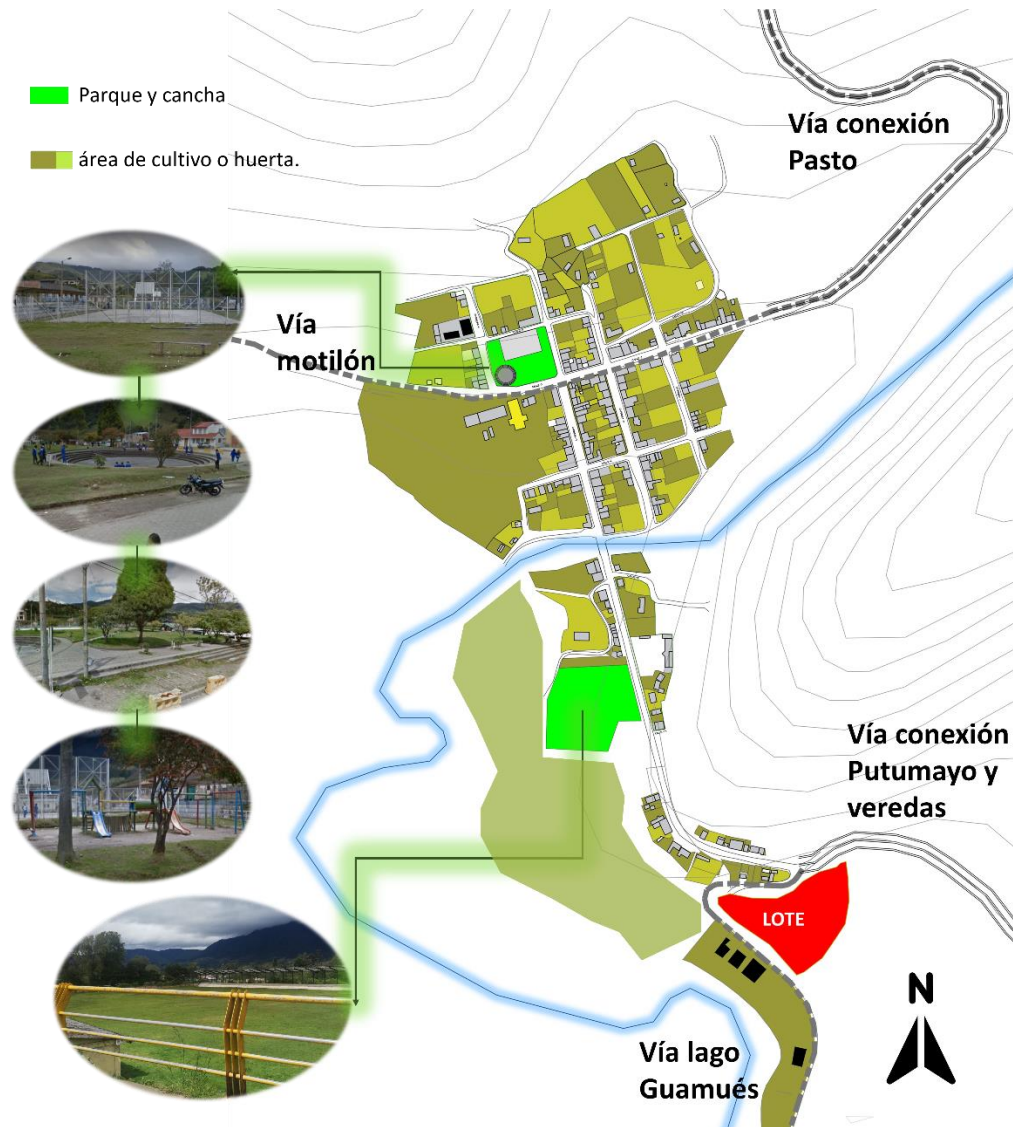 Parque y cancha
área de cultivo o huerta.
Vía conexión
Pasto
Vía
motilón
Vía conexión
Putumayo y
veredas
LOTE
N
Vía lago
Guamués